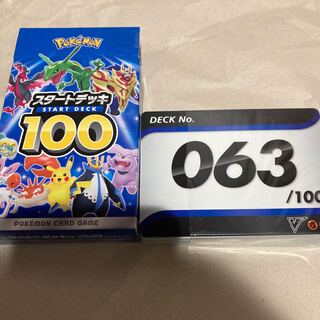 Pokémon
スタートデッキ
START DECK
100
POKÉMON CARD GAME
DECK No.
063
/100